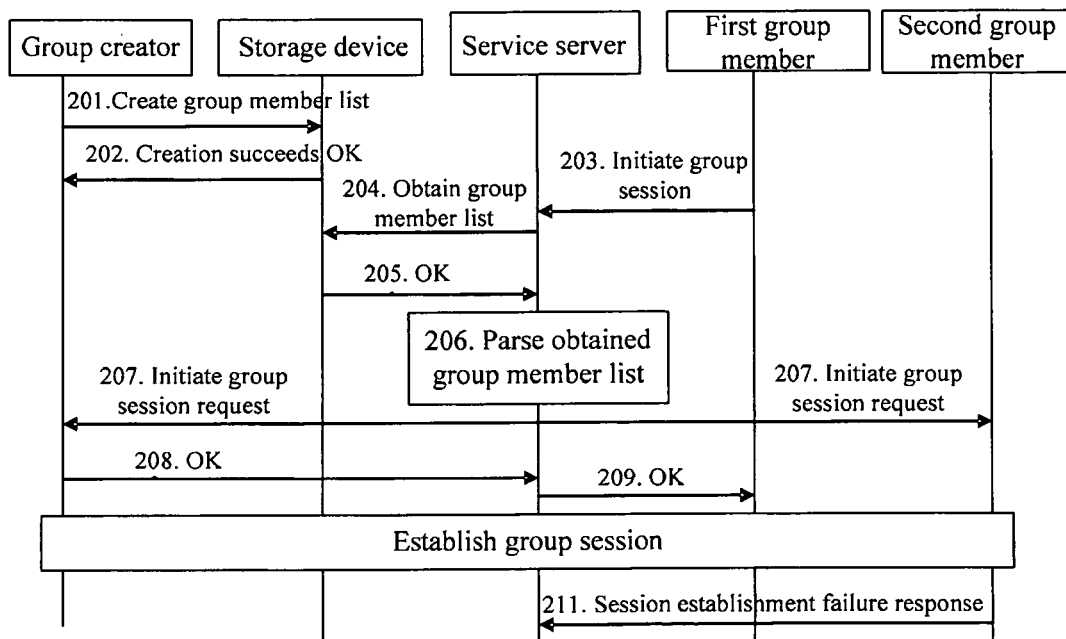 Group creator
Storage device
Service server
First group
member
Second group
member
201.Create group member list
202. Creation succeeds OK
203. Initiate group
session
204. Obtain group
member list
205. OK
206. Parse obtained
group member list
207. Initiate group
session request
207. Initiate group
session request
208. OK
209. OK
Establish group session
211. Session establishment failure response